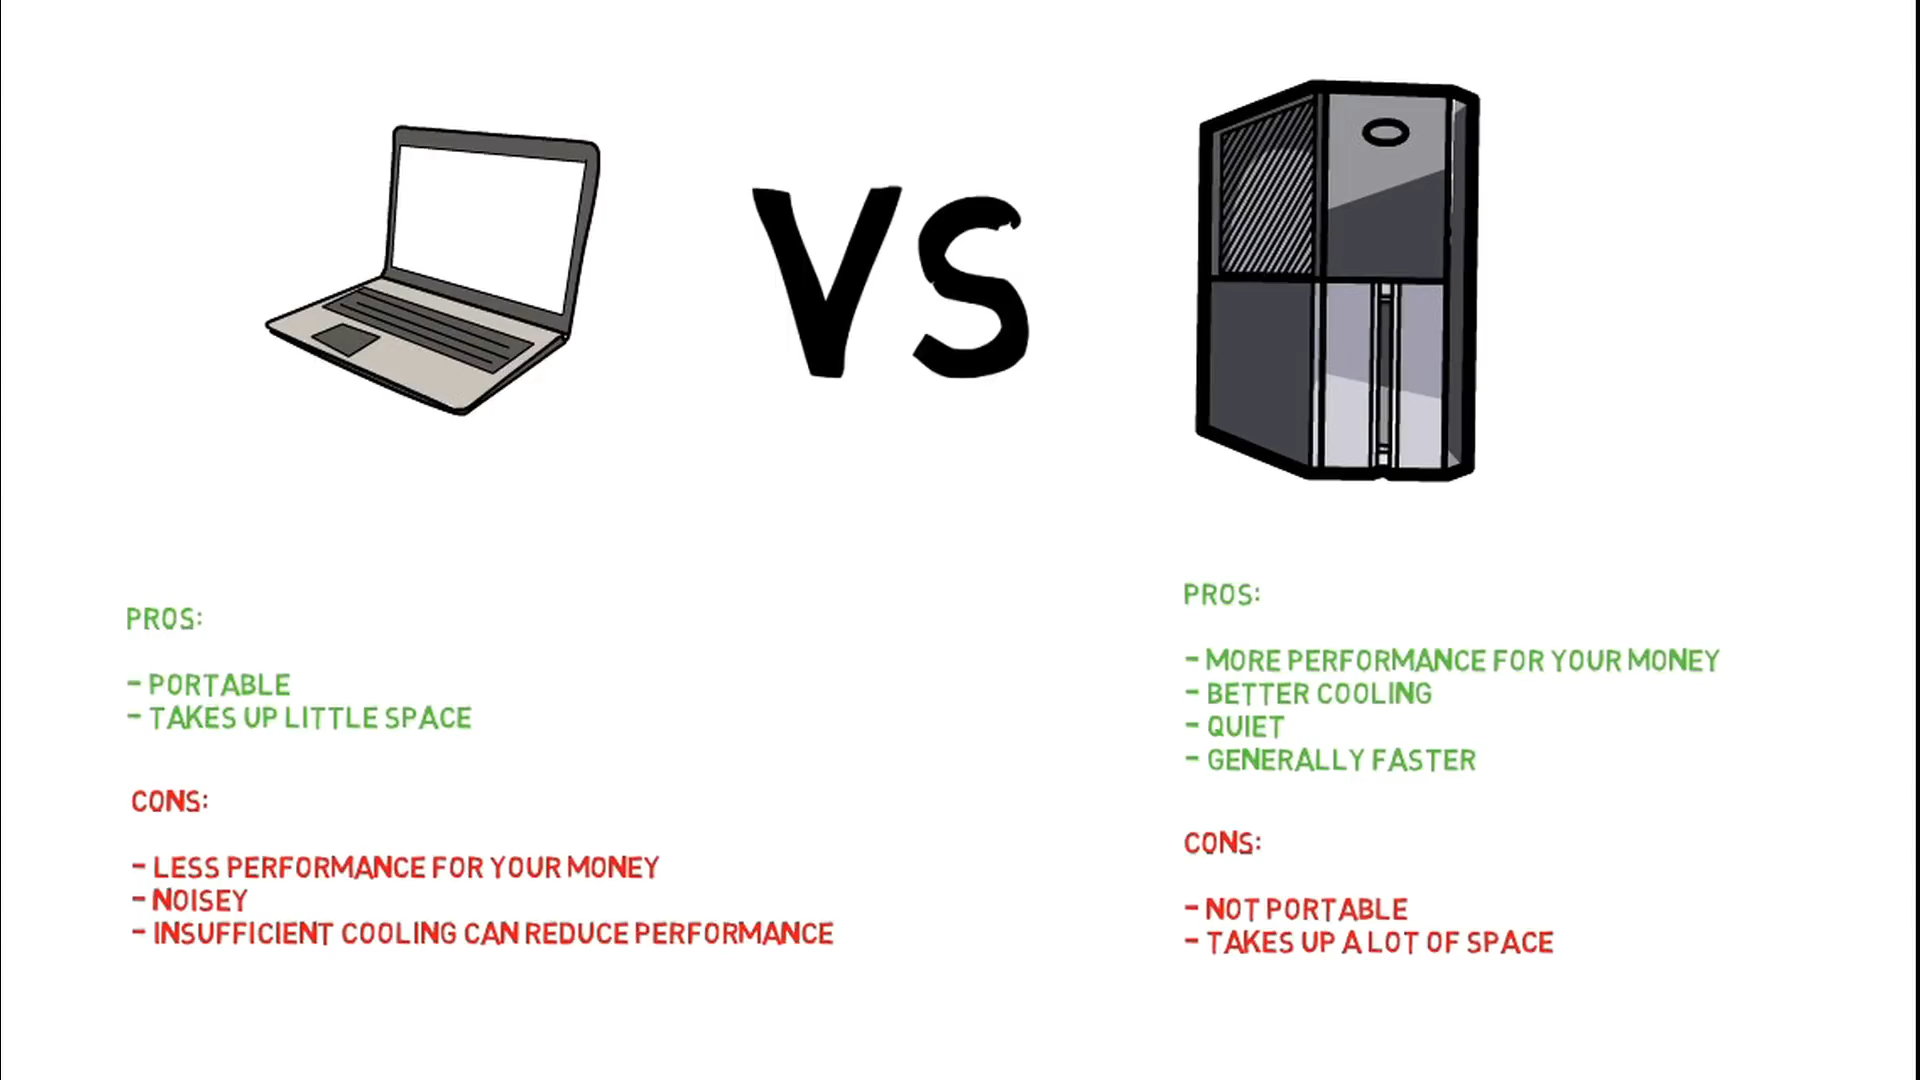 VS
PROS:
- PORTABLE
- TAKES UP LITTLE SPACE
CONS:
- LESS PERFORMANCE FOR YOUR MONEY
- NOISEY
- INSUFFICIENT COOLING CAN REDUCE PERFORMANCE
PROS:
- MORE PERFORMANCE FOR YOUR MONEY
- BETTER COOLING
- QUIET
- GENERALLY FASTER
CONS:
- NOT PORTABLE
- TAKES UP A LOT OF SPACE